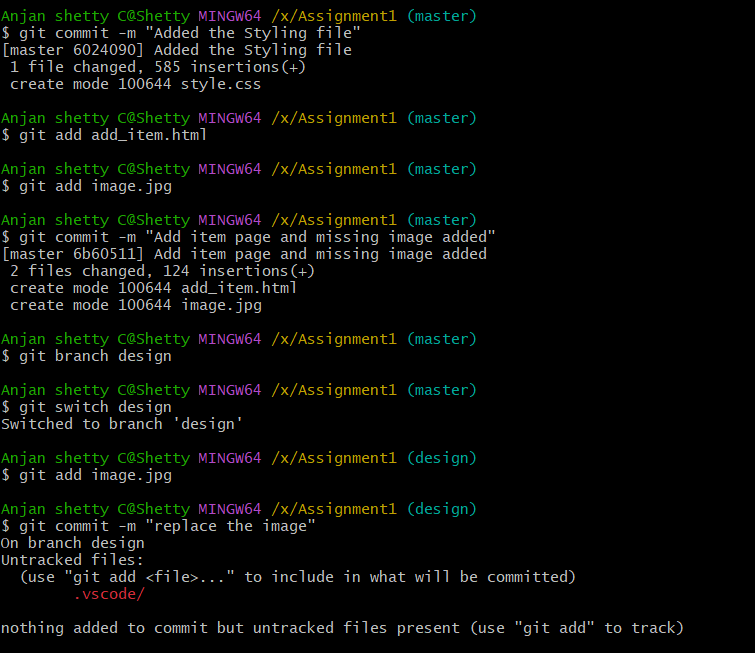 Anjan shetty C@Shetty MINGW64 /x/Assignment1 (master)
$ git commit -m "Added the Styling file"
[master 6024090] Added the Styling file
 1 file changed, 585 insertions(+)
 create mode 100644 style.css
Anjan shetty C@Shetty MINGW64 /x/Assignment1 (master)
$ git add add_item.html
Anjan shetty C@Shetty MINGW64 /x/Assignment1 (master)
$ git add image.jpg
Anjan shetty C@Shetty MINGW64 /x/Assignment1 (master)
$ git commit -m "Add item page and missing image added"
[master 6b60511] Add item page and missing image added
 2 files changed, 124 insertions(+)
 create mode 100644 add_item.html
 create mode 100644 image.jpg
Anjan shetty C@Shetty MINGW64 /x/Assignment1 (master)
$ git branch design
Anjan shetty C@Shetty MINGW64 /x/Assignment1 (master)
$ git switch design
Switched to branch 'design'
Anjan shetty C@Shetty MINGW64 /x/Assignment1 (design)
$ git add image.jpg
Anjan shetty C@Shetty MINGW64 /x/Assignment1 (design)
$ git commit -m "replace the image"
On branch design
Untracked files:
  (use "git add <file>..." to include in what will be committed)
        .vscode/
nothing added to commit but untracked files present (use "git add" to track)